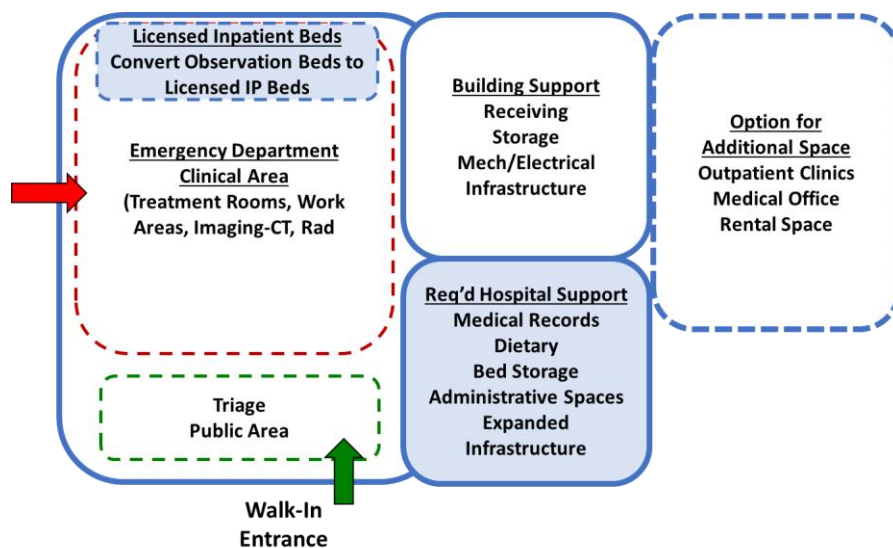 Licensed Inpatient Beds
Convert Observation Beds to
Licensed IP Beds
Emergency Department
Clinical Area
(Treatment Rooms, Work
Areas, Imaging-CT, Rad
Triage
Public Area
Walk-In
Entrance
Building Support
Receiving
Storage
Mech/Electrical
Infrastructure
Req'd Hospital Support
Medical Records
Dietary
Bed Storage
Administrative Spaces
Expanded
Infrastructure
Option for
Additional Space
Outpatient Clinics
Medical Office
Rental Space